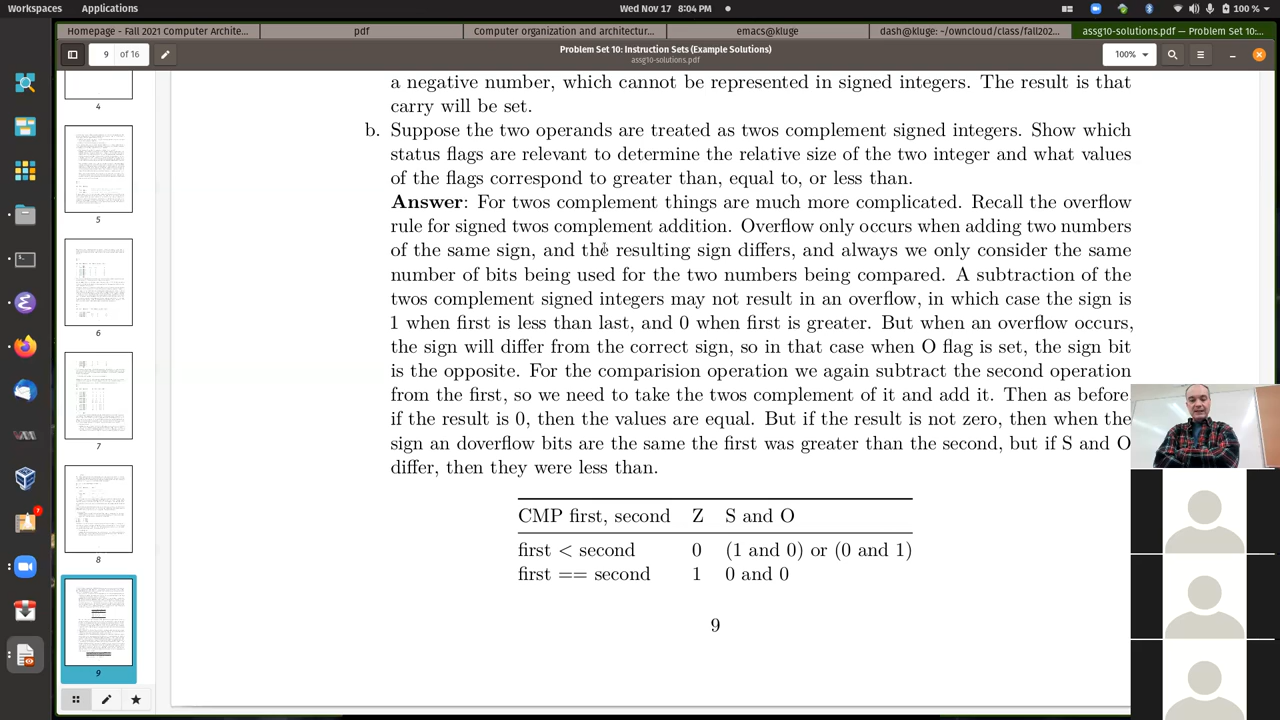 Workspaces Applications Wed Nov 17 8:04 PM 100 %
Homepage - Fall 2021 Computer Archite... pdf Computer organization and architectur... emacs@kluge dash@kluge: ~/owncloud/class/fall202... assg10-solutions.pdf — Problem Set 10:...
9 of 16 Problem Set 10: Instruction Sets (Example Solutions) 100%
assg10-solutions.pdf
a negative number, which cannot be represented in signed integers. The result is that
carry will be set.
b. Suppose the two operands are treated as twos complement signed integers. Show which
status flags are relevant to determine the relative size of the two integer and what values
of the flags correspond to greater than, equal to, or less than.
Answer: For twos complement things are much more complicated. Recall the overflow
rule for signed twos complement addition. Overflow only occurs when adding two numbers
of the same sign and the resulting sign differs. And always we only consider the same
number of bits being used for the two numbers being compared. A subtraction of the
twos complement signed integers may not result in an overflow, in which case the sign is
1 when first is less than last, and 0 when first is greater. But when an overflow occurs,
the sign will differ from the correct sign, so in that case when O flag is set, the sign bit
is the opposite. For the comparision operation we again subtract the second operation
from the first, so we need to take the twos complement of it and add it. Then as before
if the result is 0, then the values are equal. But if the result is not zero, then when the
sign an doverflow bits are the same the first was greater than the second, but if S and O
differ, then they were less than.
CMP first, second Z S and O
first < second 0 (1 and 0) or (0 and 1)
first == second 1 0 and 0
9
4
5
6
7
8
9
7